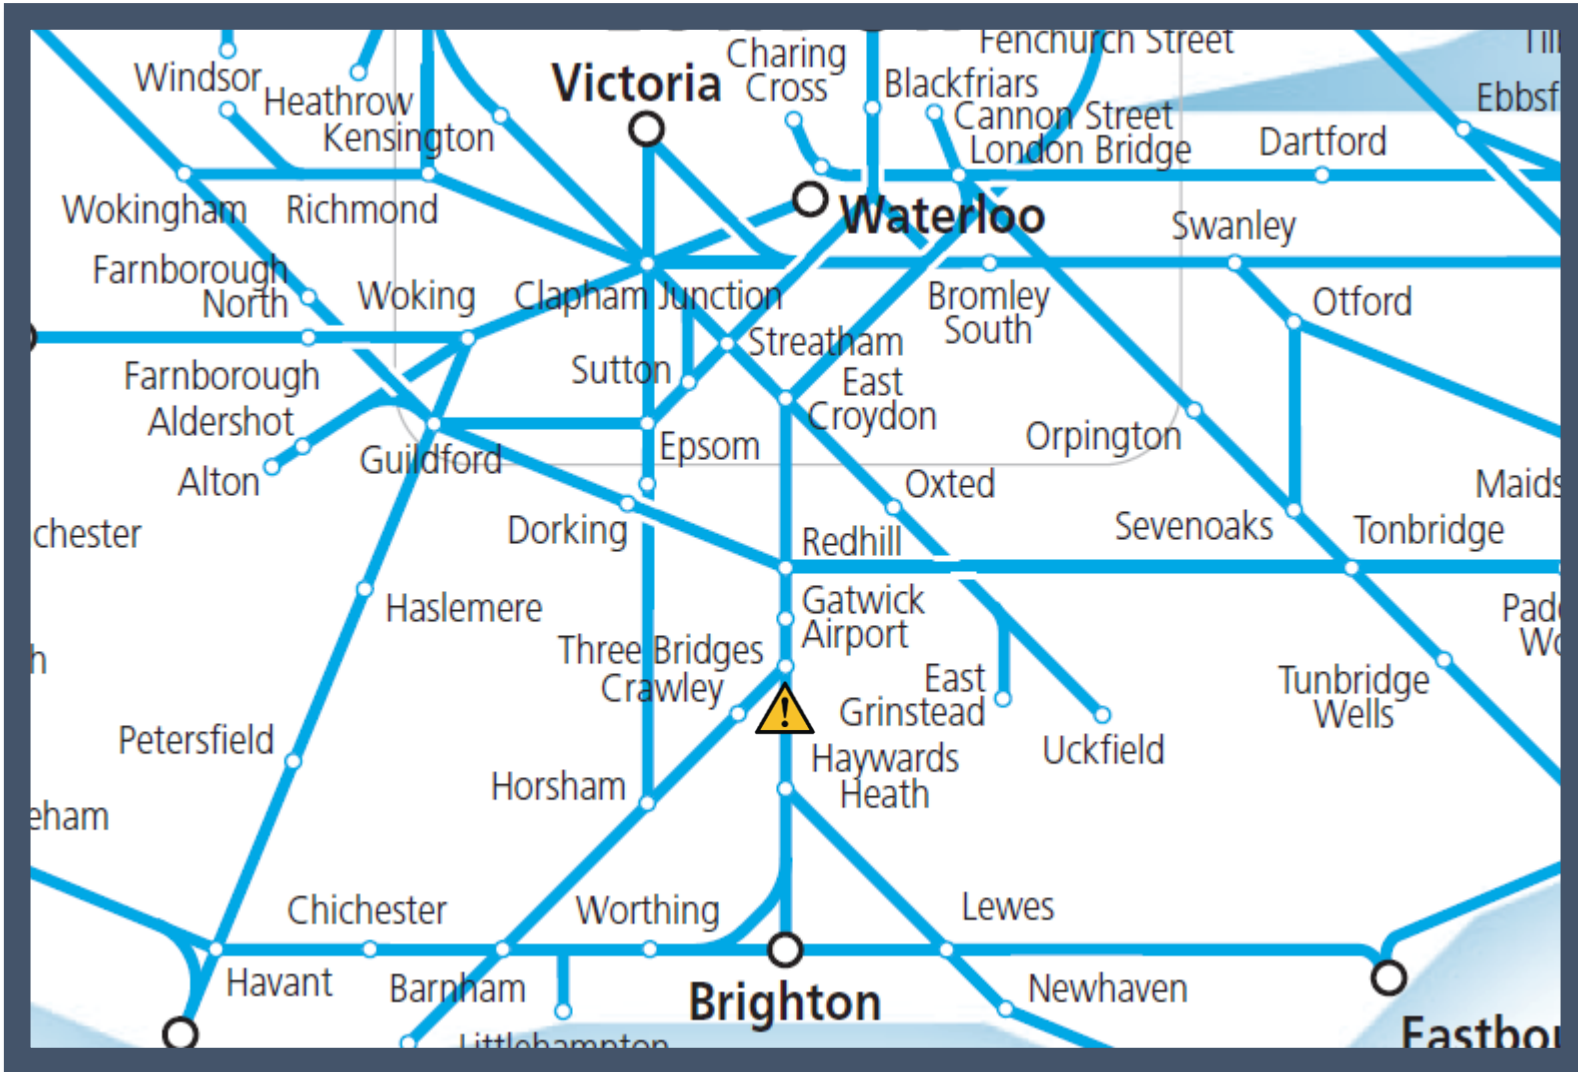 Fenchurch Street
Charing
Cross
Windsor
Victoria
Blackfriars
Heathrow
Cannon Street
Kensington
London Bridge
Dartford
Wokingham
Richmond
Waterloo
Swanley
Farnborough
North
Woking
Clapham Junction
Bromley
South
Otford
Streatham
Sutton
Farnborough
East
Croydon
Aldershot
Orpington
Guildford
Epsom
Alton
Oxted
chester
Dorking
Redhill
Sevenoaks
Tonbridge
Haslemere
Gatwick
Airport
Three Bridges
Crawley
East
Grinstead
Tunbridge
Wells
Petersfield
Uckfield
Haywards
Heath
Horsham
eham
Chichester
Worthing
Lewes
Havant
Barnham
Brighton
Newhaven
Littlehampton
Eastbou
Ebbsf
Maids